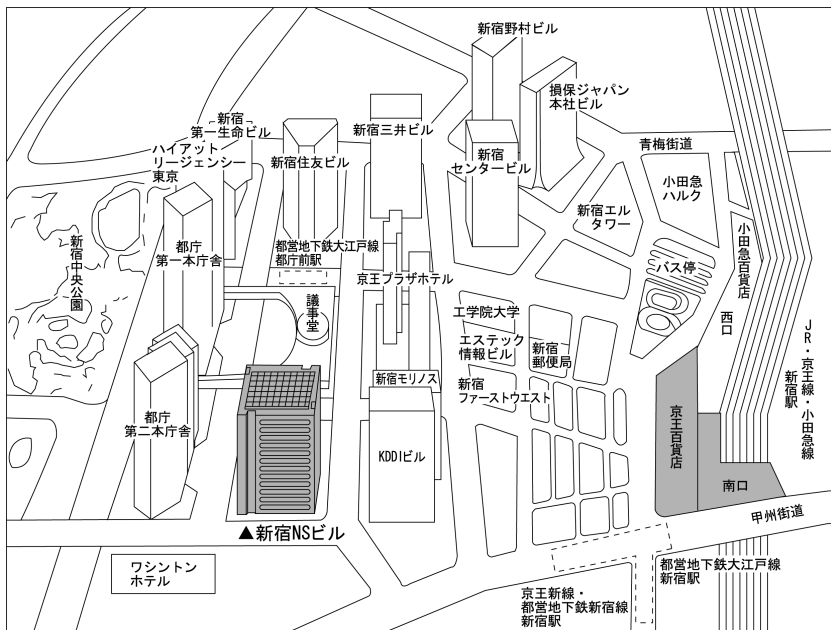 新宿野村ビル
損保ジャパン
本社ビル
新宿
第一生命ビル
新宿三井ビル
ハイアット
リージェンシー
東京
新宿住友ビル
新宿
センタービル
青梅街道
小田急
ハルク
新宿エル
タワー
小田急百貨店
新宿中央公園
都庁
第一本庁舎
都営地下鉄大江戸線
都庁前駅
京王プラザホテル
バス停
議事堂
工学院大学
エステック
情報ビル
新宿
郵便局
西口
JR・京王線・小田急線
新宿駅
新宿モリノス
新宿
ファーストウエスト
都庁
第二本庁舎
KDDIビル
京王百貨店
南口
甲州街道
▲新宿NSビル
ワシントン
ホテル
都営地下鉄大江戸線
新宿駅
京王新線・
都営地下鉄新宿線
新宿駅